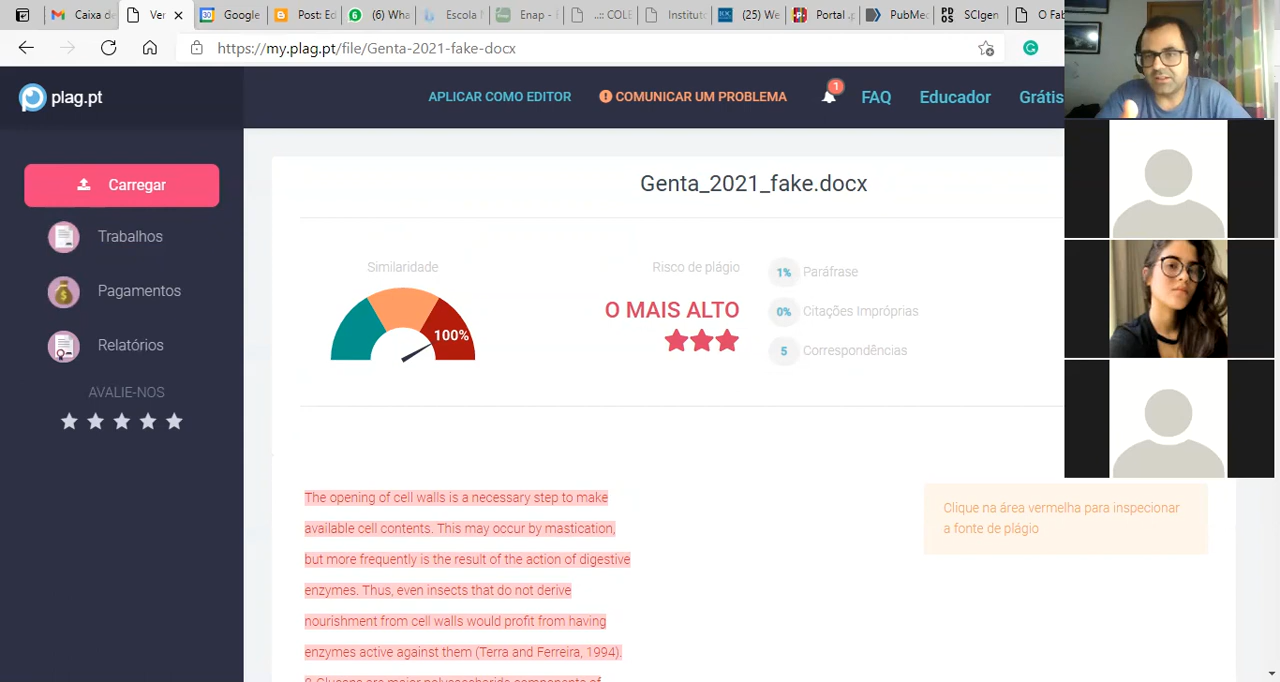 Caixa de
Ver
Google
Post: Ed
(6) Wha
Escola
Enap -
..:: COLE
Institut
(25) We
Portal .p
PubMed
PDOS
SCIgen
O Fab
https://my.plag.pt/file/Genta-2021-fake-docx
plag.pt
APLICAR COMO EDITOR
COMUNICAR UM PROBLEMA
1
FAQ
Educador
Grátis
Carregar
Trabalhos
Pagamentos
Relatórios
AVALIE-NOS
Genta_2021_fake.docx
Similaridade
100%
Risco de plágio
O MAIS ALTO
1% Paráfrase
0% Citações Impróprias
5 Correspondências
The opening of cell walls is a necessary step to make
available cell contents. This may occur by mastication,
but more frequently is the result of the action of digestive
enzymes. Thus, even insects that do not derive
nourishment from cell walls would profit from having
enzymes active against them (Terra and Ferreira, 1994).
Clique na área vermelha para inspecionar
a fonte de plágio